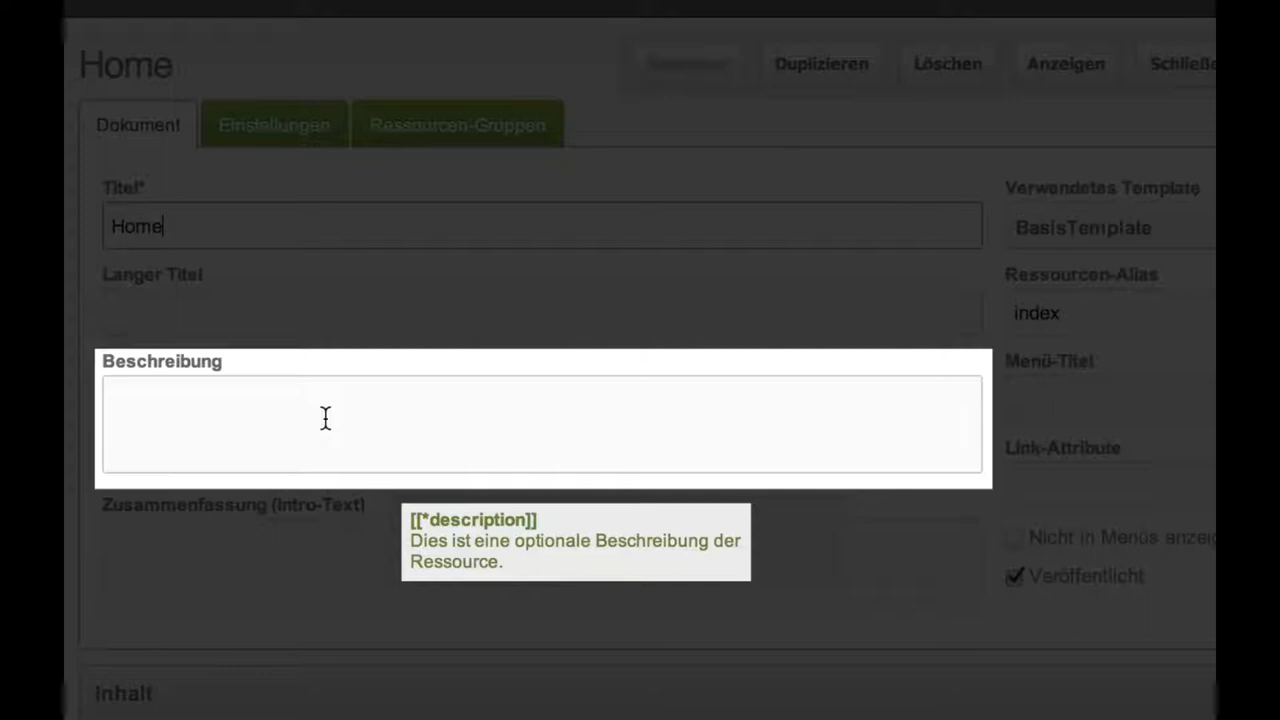 Home
Duplizieren
Löschen
Anzeigen
Schließe
Dokument
Einstellungen
Ressourcen-Gruppen
Titel*
Home
Langer Titel
Beschreibung
Zusammenfassung (Intro-Text)
[[*description]]
Dies ist eine optionale Beschreibung der
Ressource.
Verwendetes Template
BasisTemplate
Ressourcen-Alias
index
Menü-Titel
Link-Attribute
Nicht in Menüs anzeig
Veröffentlicht
Inhalt